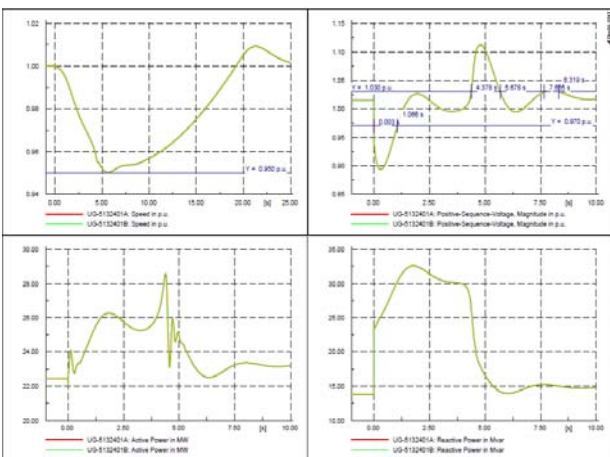 1.02
1.00
0.98
0.96
0.94
Y = 0.950 p.u.
0.00
5.00
10.00
15.00
20.00
[s]
25.00
UG-5132401A: Speed in p.u.
UG-5132401B: Speed in p.u.
1.15
1.10
1.05
1.00
0.95
0.90
0.85
Y = 1.030 p.u.
4.378 s
5.676 s
8.319 s
1.066 s
0.003 s
Y = 0.970 p.u.
0.00
2.50
5.00
7.50
[s]
10.00
UG-5132401A: Positive-Sequence-Voltage, Magnitude in p.u.
UG-5132401B: Positive-Sequence-Voltage, Magnitude in p.u.
30.00
28.00
26.00
24.00
22.00
20.00
0.00
2.50
5.00
7.50
[s]
10.00
UG-5132401A: Active Power in MW
UG-5132401B: Active Power in MW
35.00
30.00
25.00
20.00
15.00
10.00
0.00
2.50
5.00
7.50
[s]
10.00
UG-5132401A: Reactive Power in Mvar
UG-5132401B: Reactive Power in Mvar